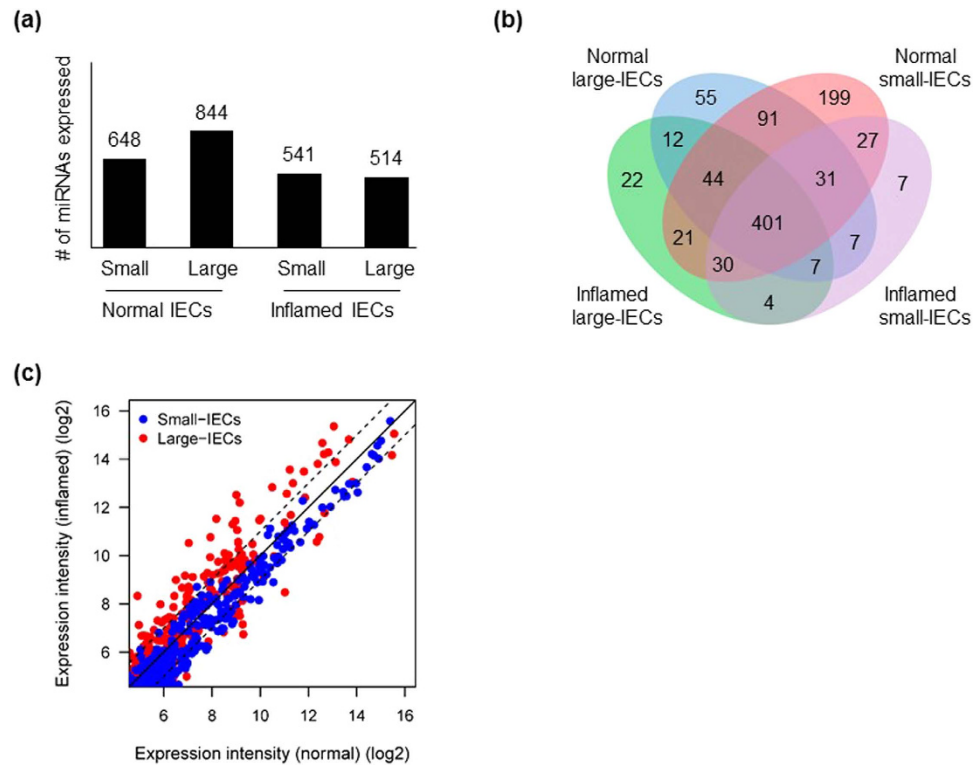 (a)
# of miRNAs expressed
648
844
541
514
Small
Large
Small
Large
Normal IECs
Inflamed IECs
(b)
Normal
large-IECs
Normal
small-IECs
55
199
12
91
27
22
44
31
7
401
21
7
30
7
4
Inflamed
large-IECs
Inflamed
small-IECs
(c)
Expression intensity (inflamed) (log2)
16
14
12
10
8
6
Small-IECs
Large-IECs
6
8
10
12
14
16
Expression intensity (normal) (log2)